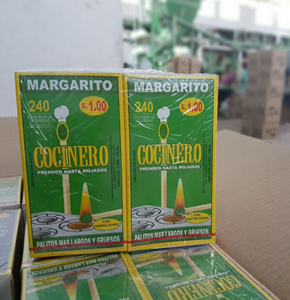 MARGARITO
240
S/. 1.00
COCINERO
PRENDEN HASTA MOJADOS
PALITOS MAS LARGOS Y GRUESOS
MARGARITO
240
S/. 1.00
COCINERO
PRENDEN HASTA MOJADOS
PALITOS MAS LARGOS Y GRUESOS